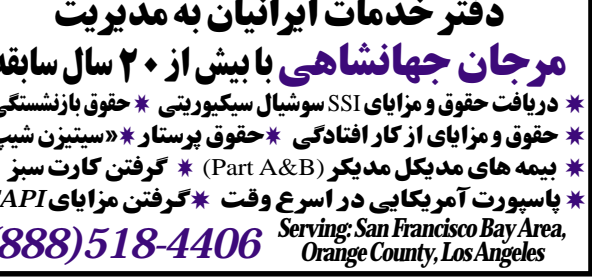 دفتر خدمات ایرانیان به مدیریت
مرجان جهانشاهی با بیش از ۲۰ سال سابقه
* دریافت حقوق و مزایای SSI سوشیال سیکیوریتی * حقوق بازنشستگی
* حقوق و مزایای از کار افتادگی * حقوق پرستار * «سیتیزن شیپ
* بیمه های مدیکل مدیکر (Part A&B) * گرفتن کارت سبز
* پاسپورت آمریکایی در اسرع وقت * گرفتن مزایای API
(888)518-4406 Serving: San Francisco Bay Area,
Orange County, Los Angeles